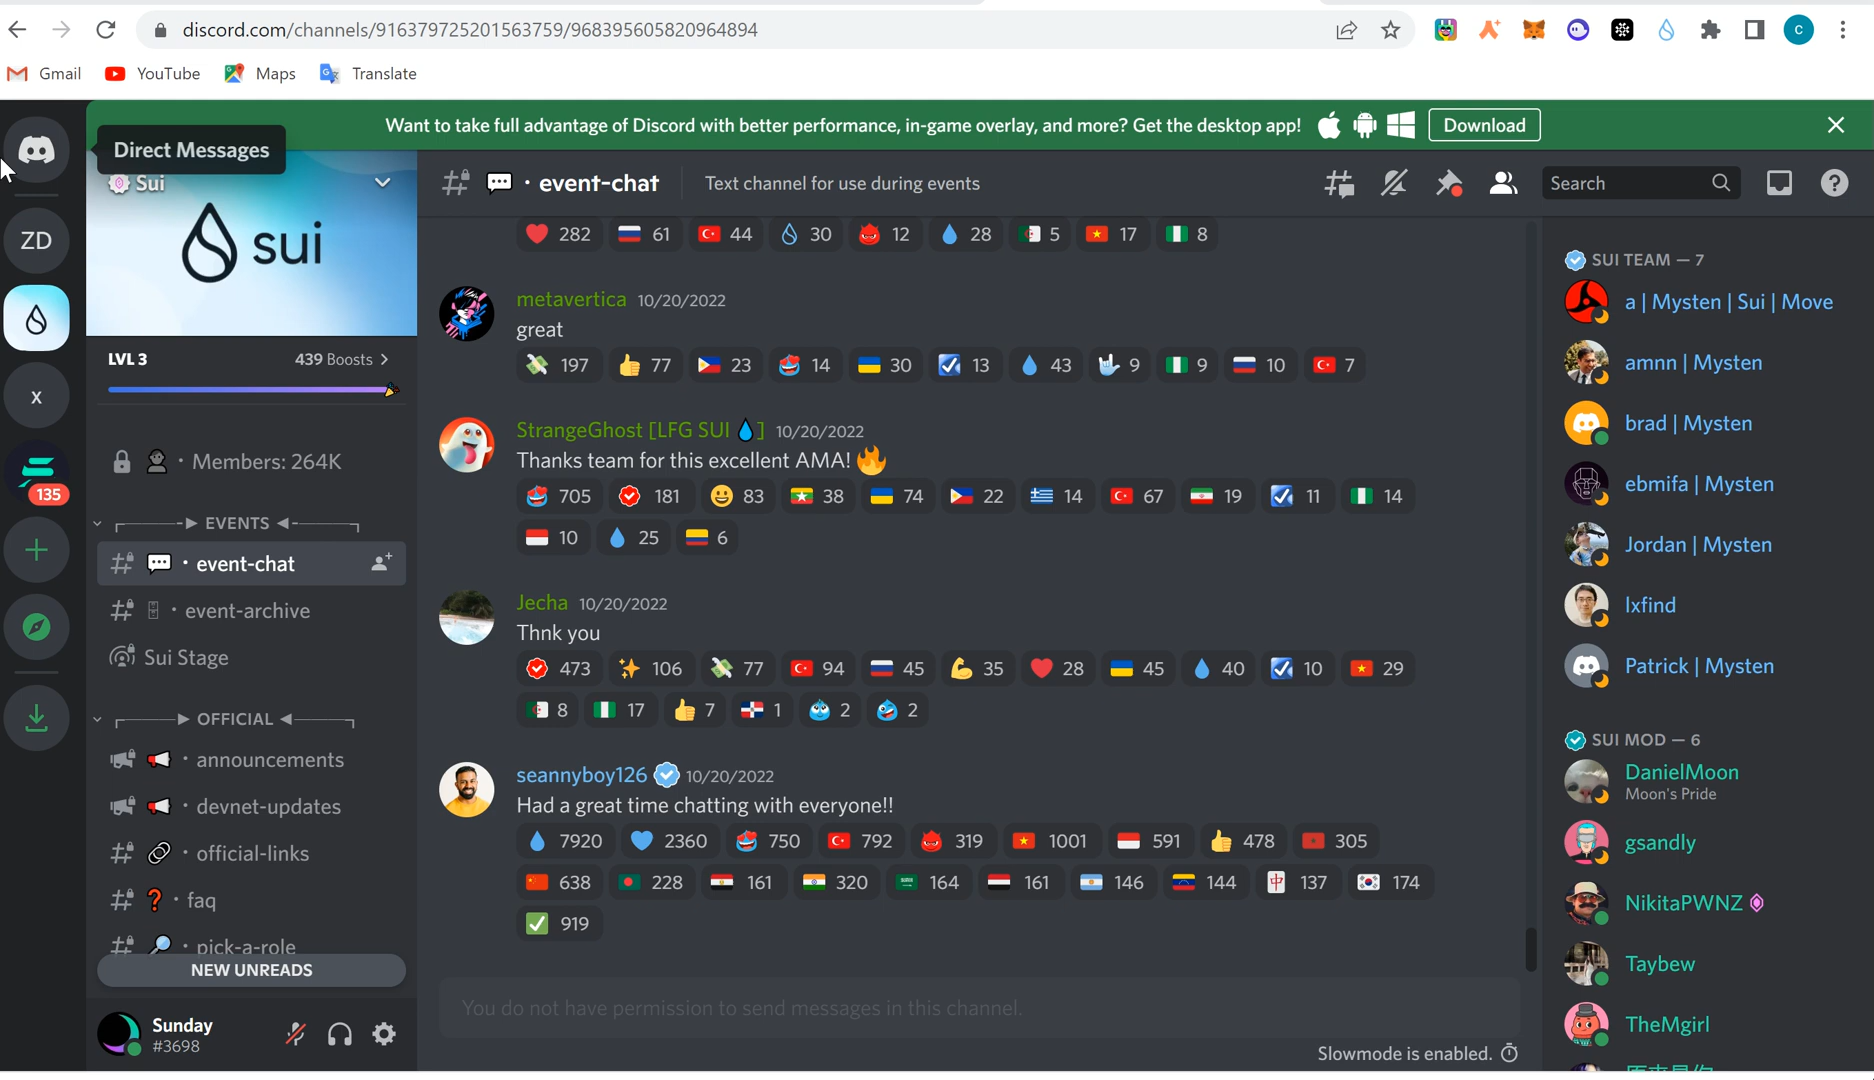 discord.com/channels/916379725201563759/968395605820964894
C
Gmail YouTube Maps Translate
Want to take full advantage of Discord with better performance, in-game overlay, and more? Get the desktop app! Download
Direct Messages
Sui
sui
LVL 3 439 Boosts
ZD
x
135
Members: 264K
EVENTS
event-chat
event-archive
Sui Stage
OFFICIAL
announcements
devnet-updates
official-links
faq
pick-a-role
NEW UNREADS
Sunday
#3698
event-chat Text channel for use during events
Search
282 61 44 30 12 28 5 17 8
metavertica 10/20/2022
great
197 77 23 14 30 13 43 9 9 10 7
StrangeGhost [LFG SUI 💧] 10/20/2022
Thanks team for this excellent AMA! 🔥
705 181 83 38 74 22 14 67 19 11 14
10 25 6
Jecha 10/20/2022
Thnk you
473 106 77 94 45 35 28 45 40 10 29
8 17 7 1 2 2
seannyboy126 10/20/2022
Had a great time chatting with everyone!!
7920 2360 750 792 319 1001 591 478 305
638 228 161 320 164 161 146 144 中 137 174
919
You do not have permission to send messages in this channel.
Slowmode is enabled.
SUI TEAM — 7
a | Mysten | Sui | Move
amnn | Mysten
brad | Mysten
ebmifa | Mysten
Jordan | Mysten
lxfind
Patrick | Mysten
SUI MOD — 6
DanielMoon
Moon's Pride
gsandly
NikitaPWNZ
Taybew
TheMgirl